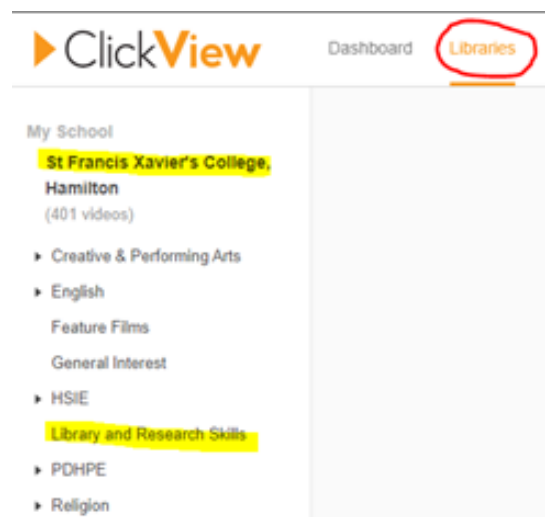 ClickView Dashboard Libraries
My School
St Francis Xavier's College,
Hamilton
(401 videos)
Creative & Performing Arts
English
Feature Films
General Interest
HSIE
Library and Research Skills
PDHPE
Religion